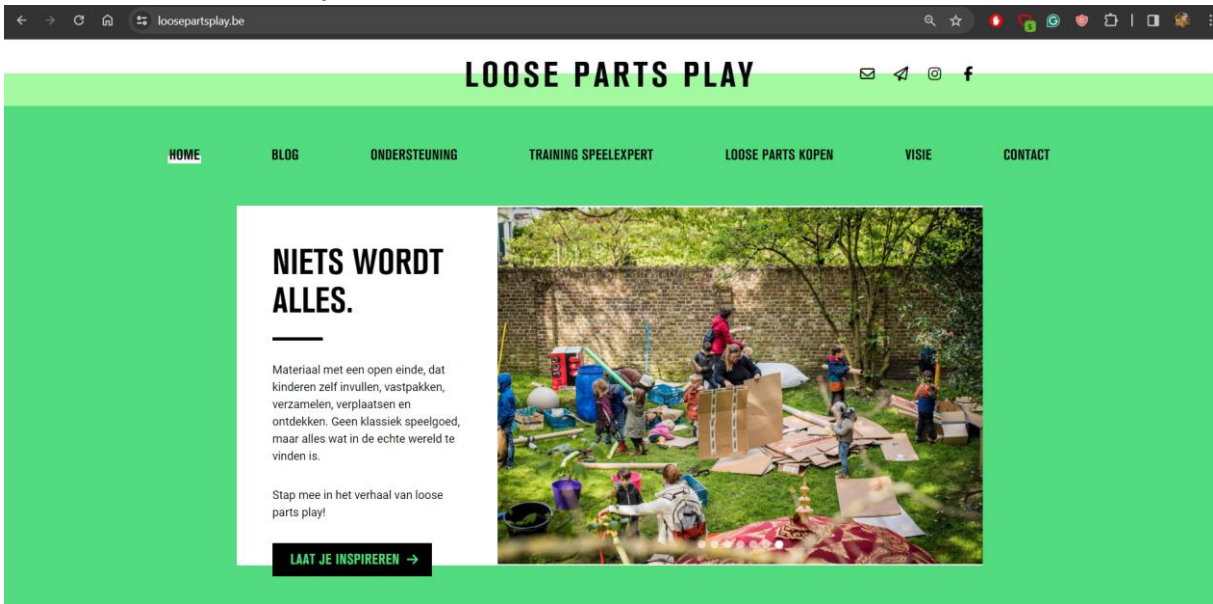 loosepartsplay.be
5
LOOSE PARTS PLAY
HOME BLOG ONDERSTEUNING TRAINING SPEELEXPERT LOOSE PARTS KOPEN VISIE CONTACT
NIETS WORDT
ALLES.
Materiaal met een open einde, dat
kinderen zelf invullen, vastpakken,
verzamelen, verplaatsen en
ontdekken. Geen klassiek speelgoed,
maar alles wat in de echte wereld te
vinden is.
Stap mee in het verhaal van loose
parts play!
LAAT JE INSPIREREN →